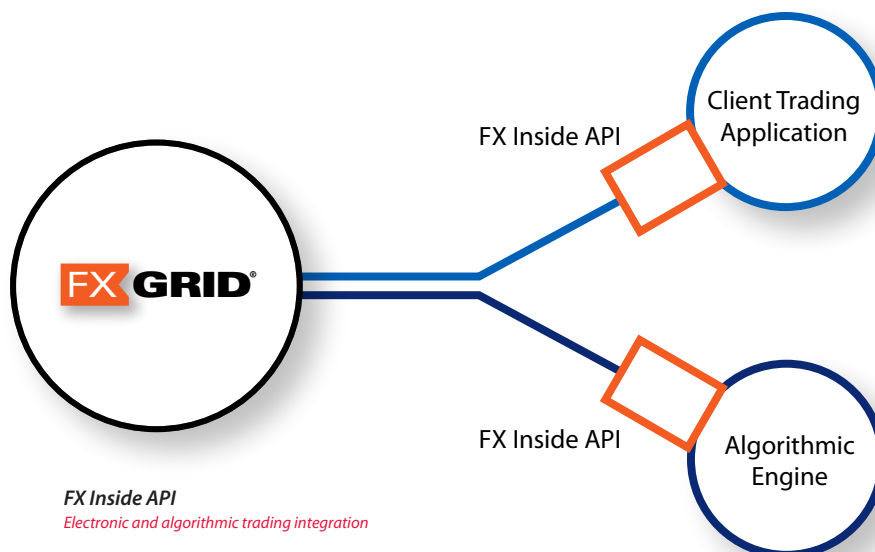 Client Trading
Application
FX Inside API
FX GRID®
FX Inside API
Algorithmic
Engine
FX Inside API
Electronic and algorithmic trading integration